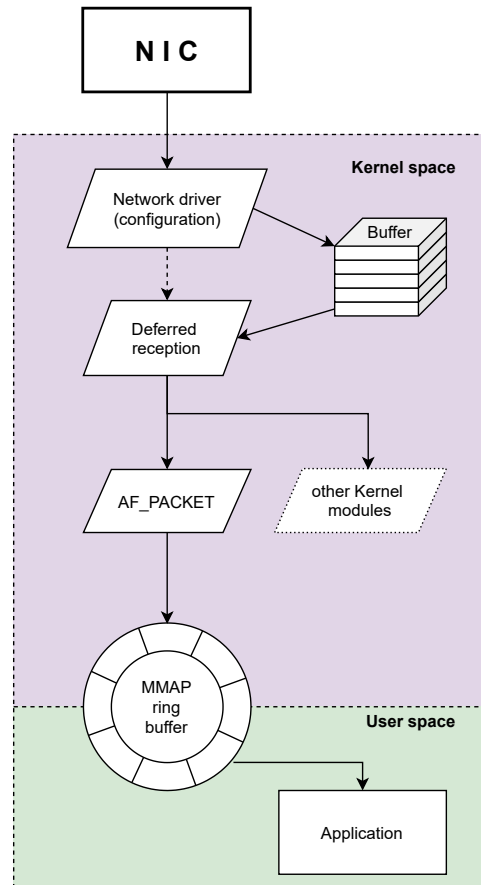 N I C
Kernel space
Network driver
(configuration)
Buffer
Deferred
reception
AF_PACKET
other Kernel
modules
MMAP
ring
buffer
User space
Application